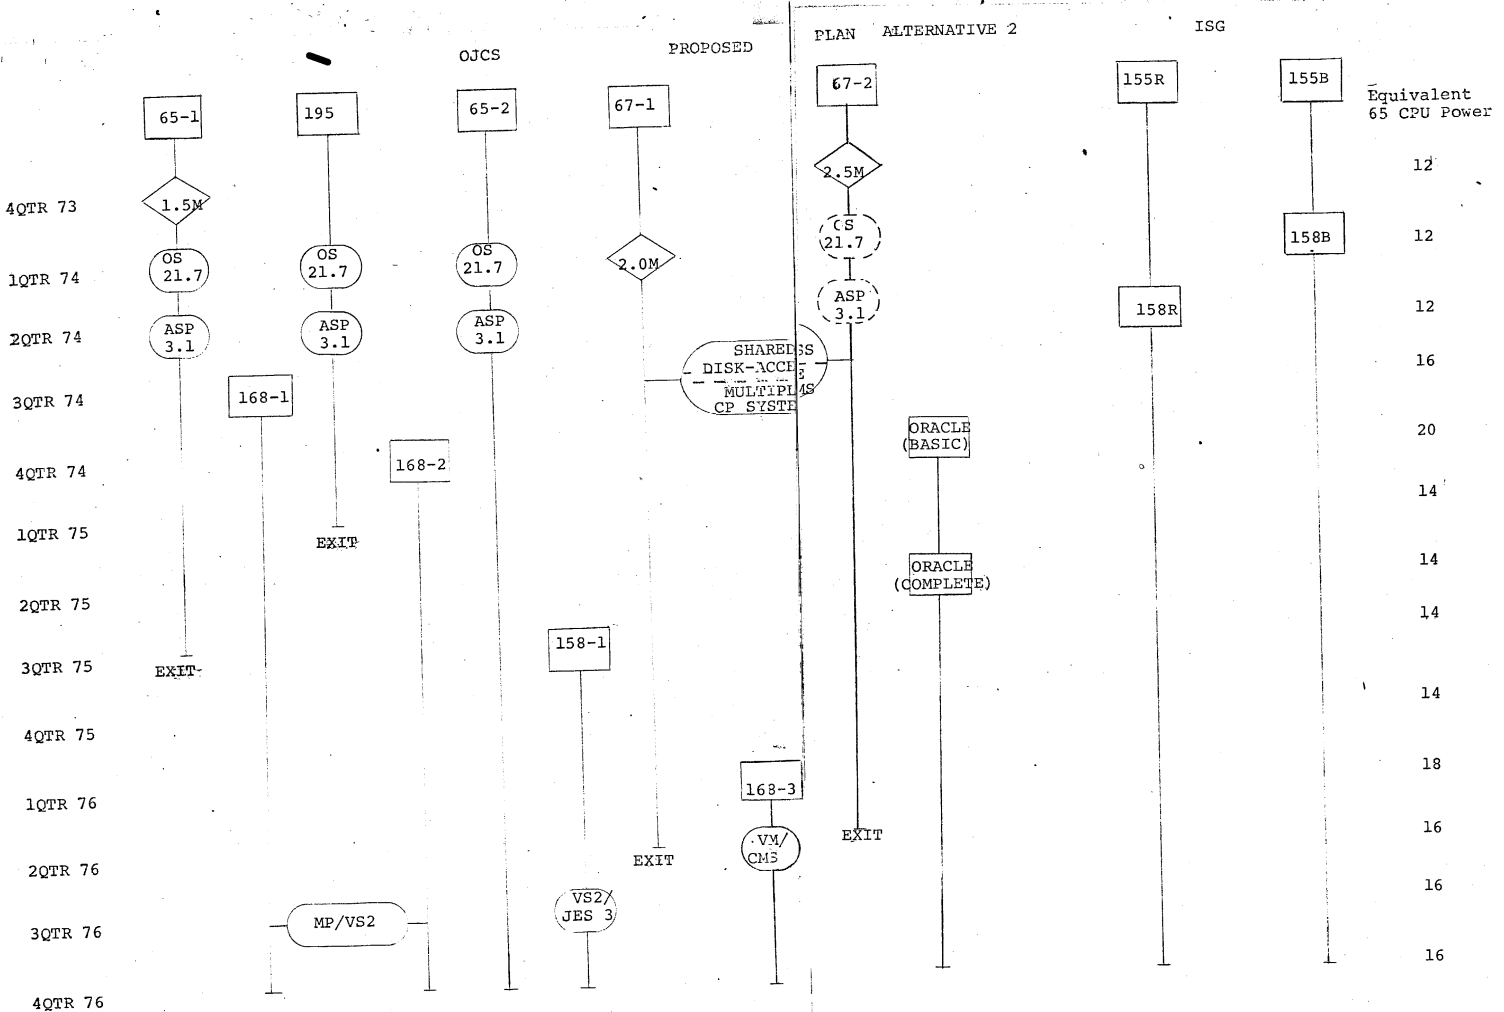 OJCS
PROPOSED
PLAN
ALTERNATIVE 2
ISG
65-1
195
65-2
67-1
67-2
155R
155B
Equivalent
65 CPU Power
2.5M
12
4QTR 73
1.5M
OS
21.7
158B
12
OS
21.7
OS
21.7
OS
21.7
2.0M
1QTR 74
ASP
3.1
158R
12
2QTR 74
ASP
3.1
ASP
3.1
ASP
3.1
SHARED
SS
DISK-ACCE
MULTIPL
MS
CP SYSTE
E
16
3QTR 74
168-1
ORACLE
(BASIC)
20
4QTR 74
168-2
14
1QTR 75
EXIT
ORACLE
(COMPLETE)
14
2QTR 75
14
158-1
3QTR 75
EXIT
14
4QTR 75
18
168-3
1QTR 76
EXIT
16
VM/
CMS
EXIT
2QTR 76
16
VS2/
JES 3
MP/VS2
3QTR 76
16
4QTR 76